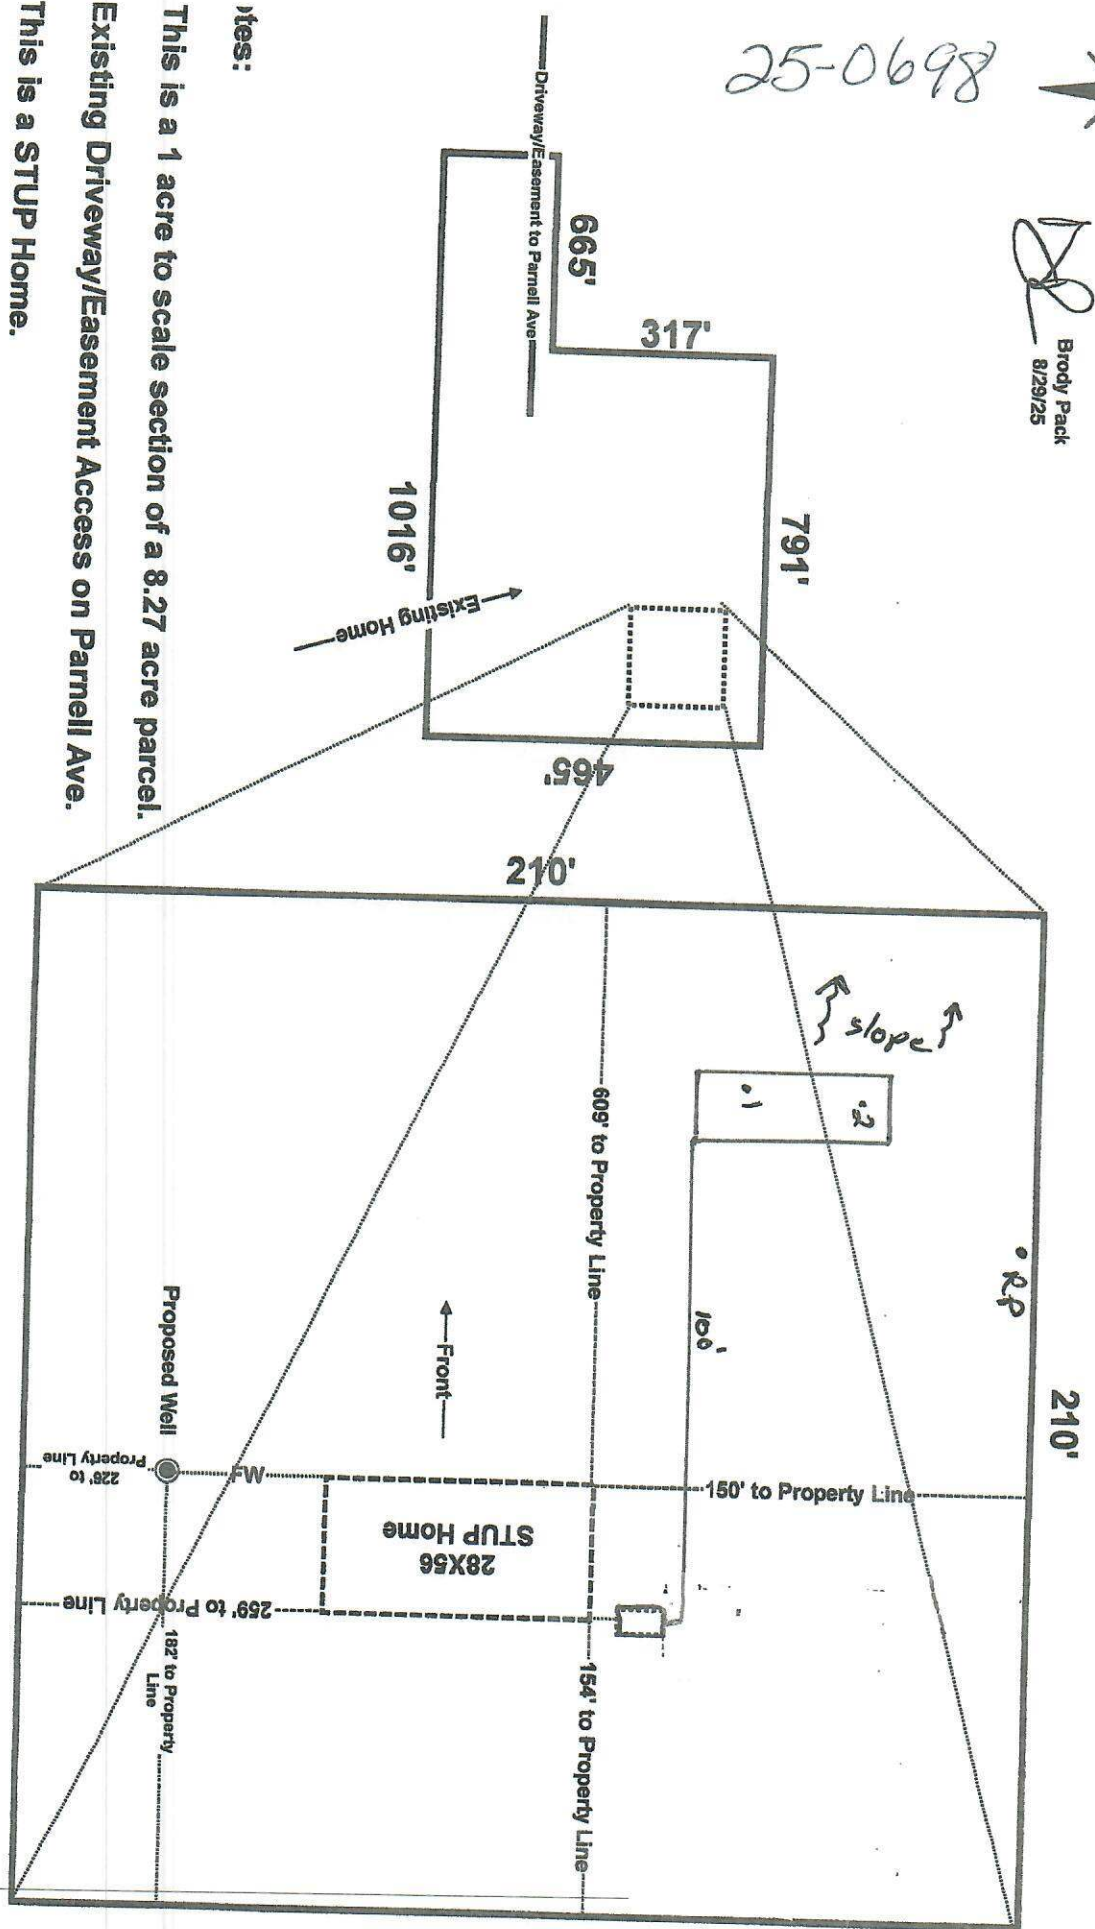 25-0698
Brody Pack
8/29/25
210'
791'
317'
665'
Driveway/Easement to Parnell Ave
1016'
Existing Home
465'
210'
slope
.2
.1
RP
609' to Property Line
100'
150' to Property Line
Front
28X56
STUP Home
154' to Property Line
FW
Proposed Well
226' to
Property Line
259' to Property Line
182' to Property
Line
This is a 1 acre to scale section of a 8.27 acre parcel.
Existing Driveway/Easement Access on Parnell Ave.
This is a STUP Home.